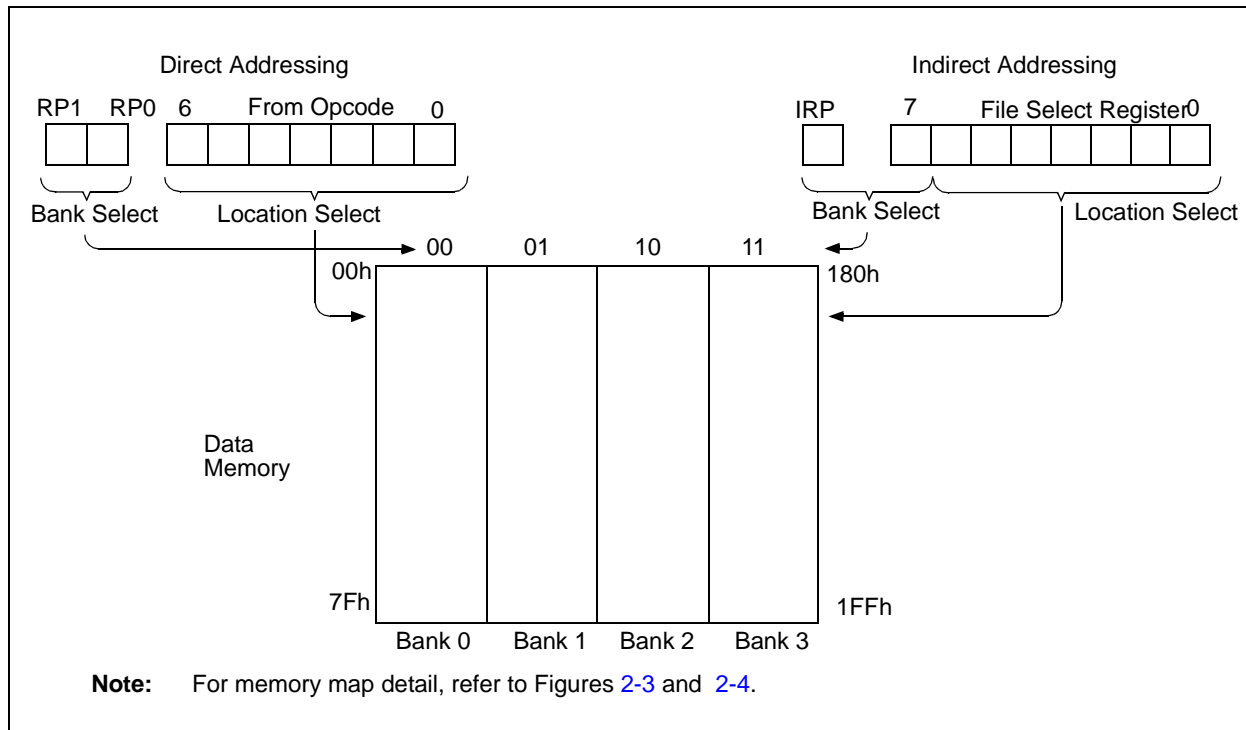 Direct Addressing
Indirect Addressing
RP1 RP0 6 From Opcode 0
IRP 7 File Select Register0
Bank Select Location Select
Bank Select Location Select
00 01 10 11
00h 180h
Data
Memory
7Fh 1FFh
Bank 0 Bank 1 Bank 2 Bank 3
Note: For memory map detail, refer to Figures 2-3 and 2-4.